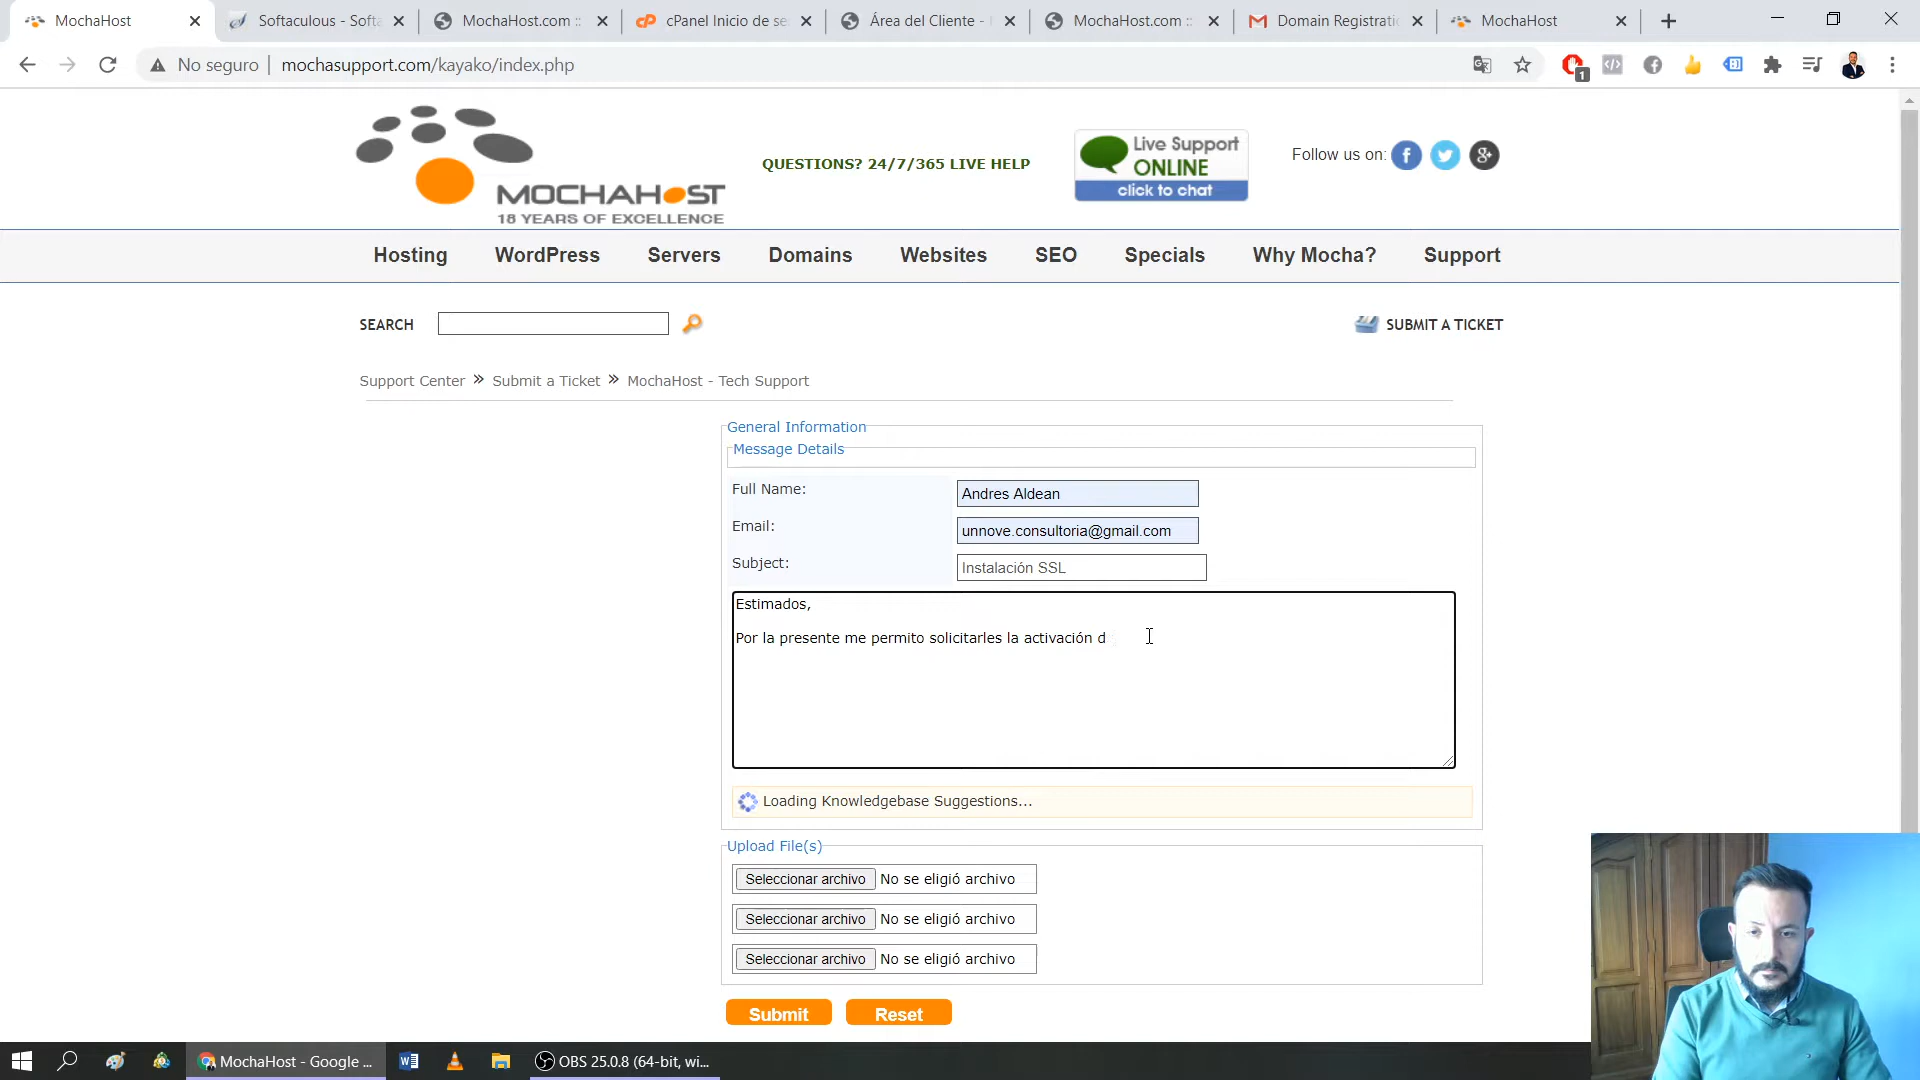 MochaHost
Softaculous - Softa
MochaHost.com ::
cPanel Inicio de se
Área del Cliente -
MochaHost.com ::
Domain Registrati
MochaHost
No seguro
mochasupport.com/kayako/index.php
1
MOCHAHOST
18 YEARS OF EXCELLENCE
QUESTIONS? 24/7/365 LIVE HELP
Live Support
ONLINE
click to chat
Follow us on:
Hosting
WordPress
Servers
Domains
Websites
SEO
Specials
Why Mocha?
Support
SEARCH
SUBMIT A TICKET
Support Center » Submit a Ticket » MochaHost - Tech Support
General Information
Message Details
Full Name:
Andres Aldean
Email:
unnove.consultoria@gmail.com
Subject:
Instalación SSL
Estimados,
Por la presente me permito solicitarles la activación d
Loading Knowledgebase Suggestions...
Upload File(s)
Seleccionar archivo No se eligió archivo
Seleccionar archivo No se eligió archivo
Seleccionar archivo No se eligió archivo
Submit
Reset
MochaHost - Google ...
OBS 25.0.8 (64-bit, wi...